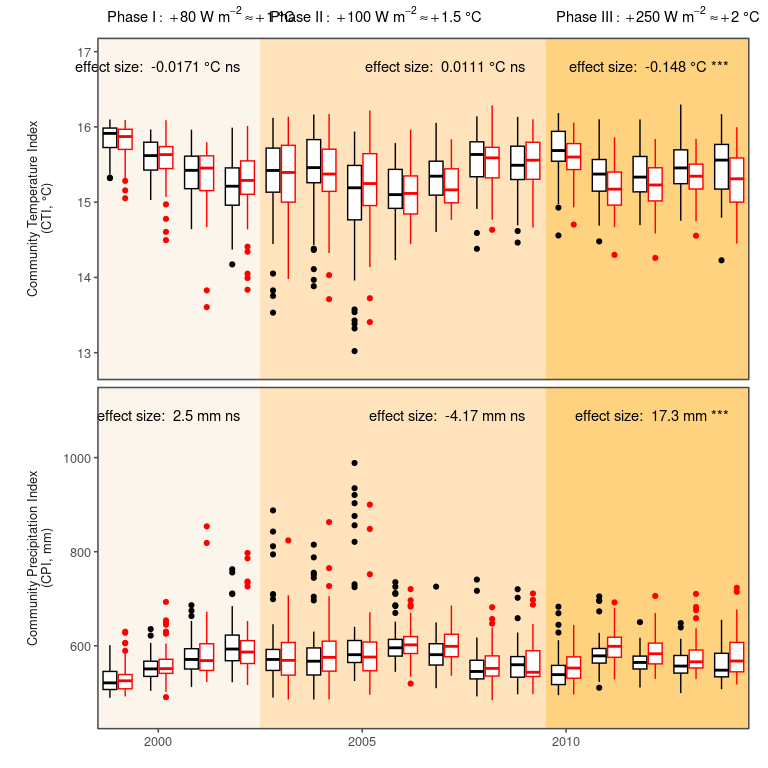 Phase I: +80 W m⁻² ≈+1 °C
Phase II: +100 W m⁻² ≈+1.5 °C
Phase III: +250 W m⁻² ≈+2 °C
Community Temperature Index
(CTI, °C)
17
16
15
14
13
effect size: -0.0171 °C ns
effect size: 0.0111 °C ns
effect size: -0.148 °C ***
Community Precipitation Index
(CPI, mm)
1000
800
600
effect size: 2.5 mm ns
effect size: -4.17 mm ns
effect size: 17.3 mm ***
2000
2005
2010